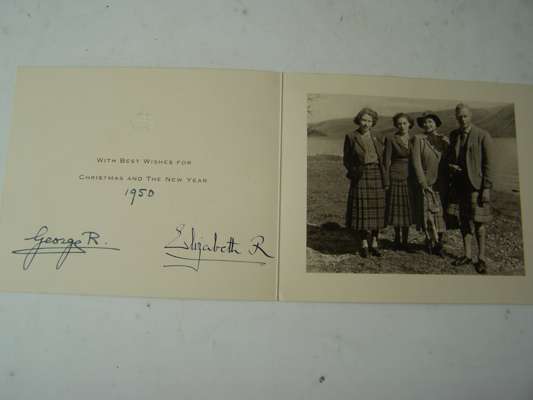 WITH BEST WISHES FOR
CHRISTMAS AND THE NEW YEAR
1950
George R.
Elizabeth R